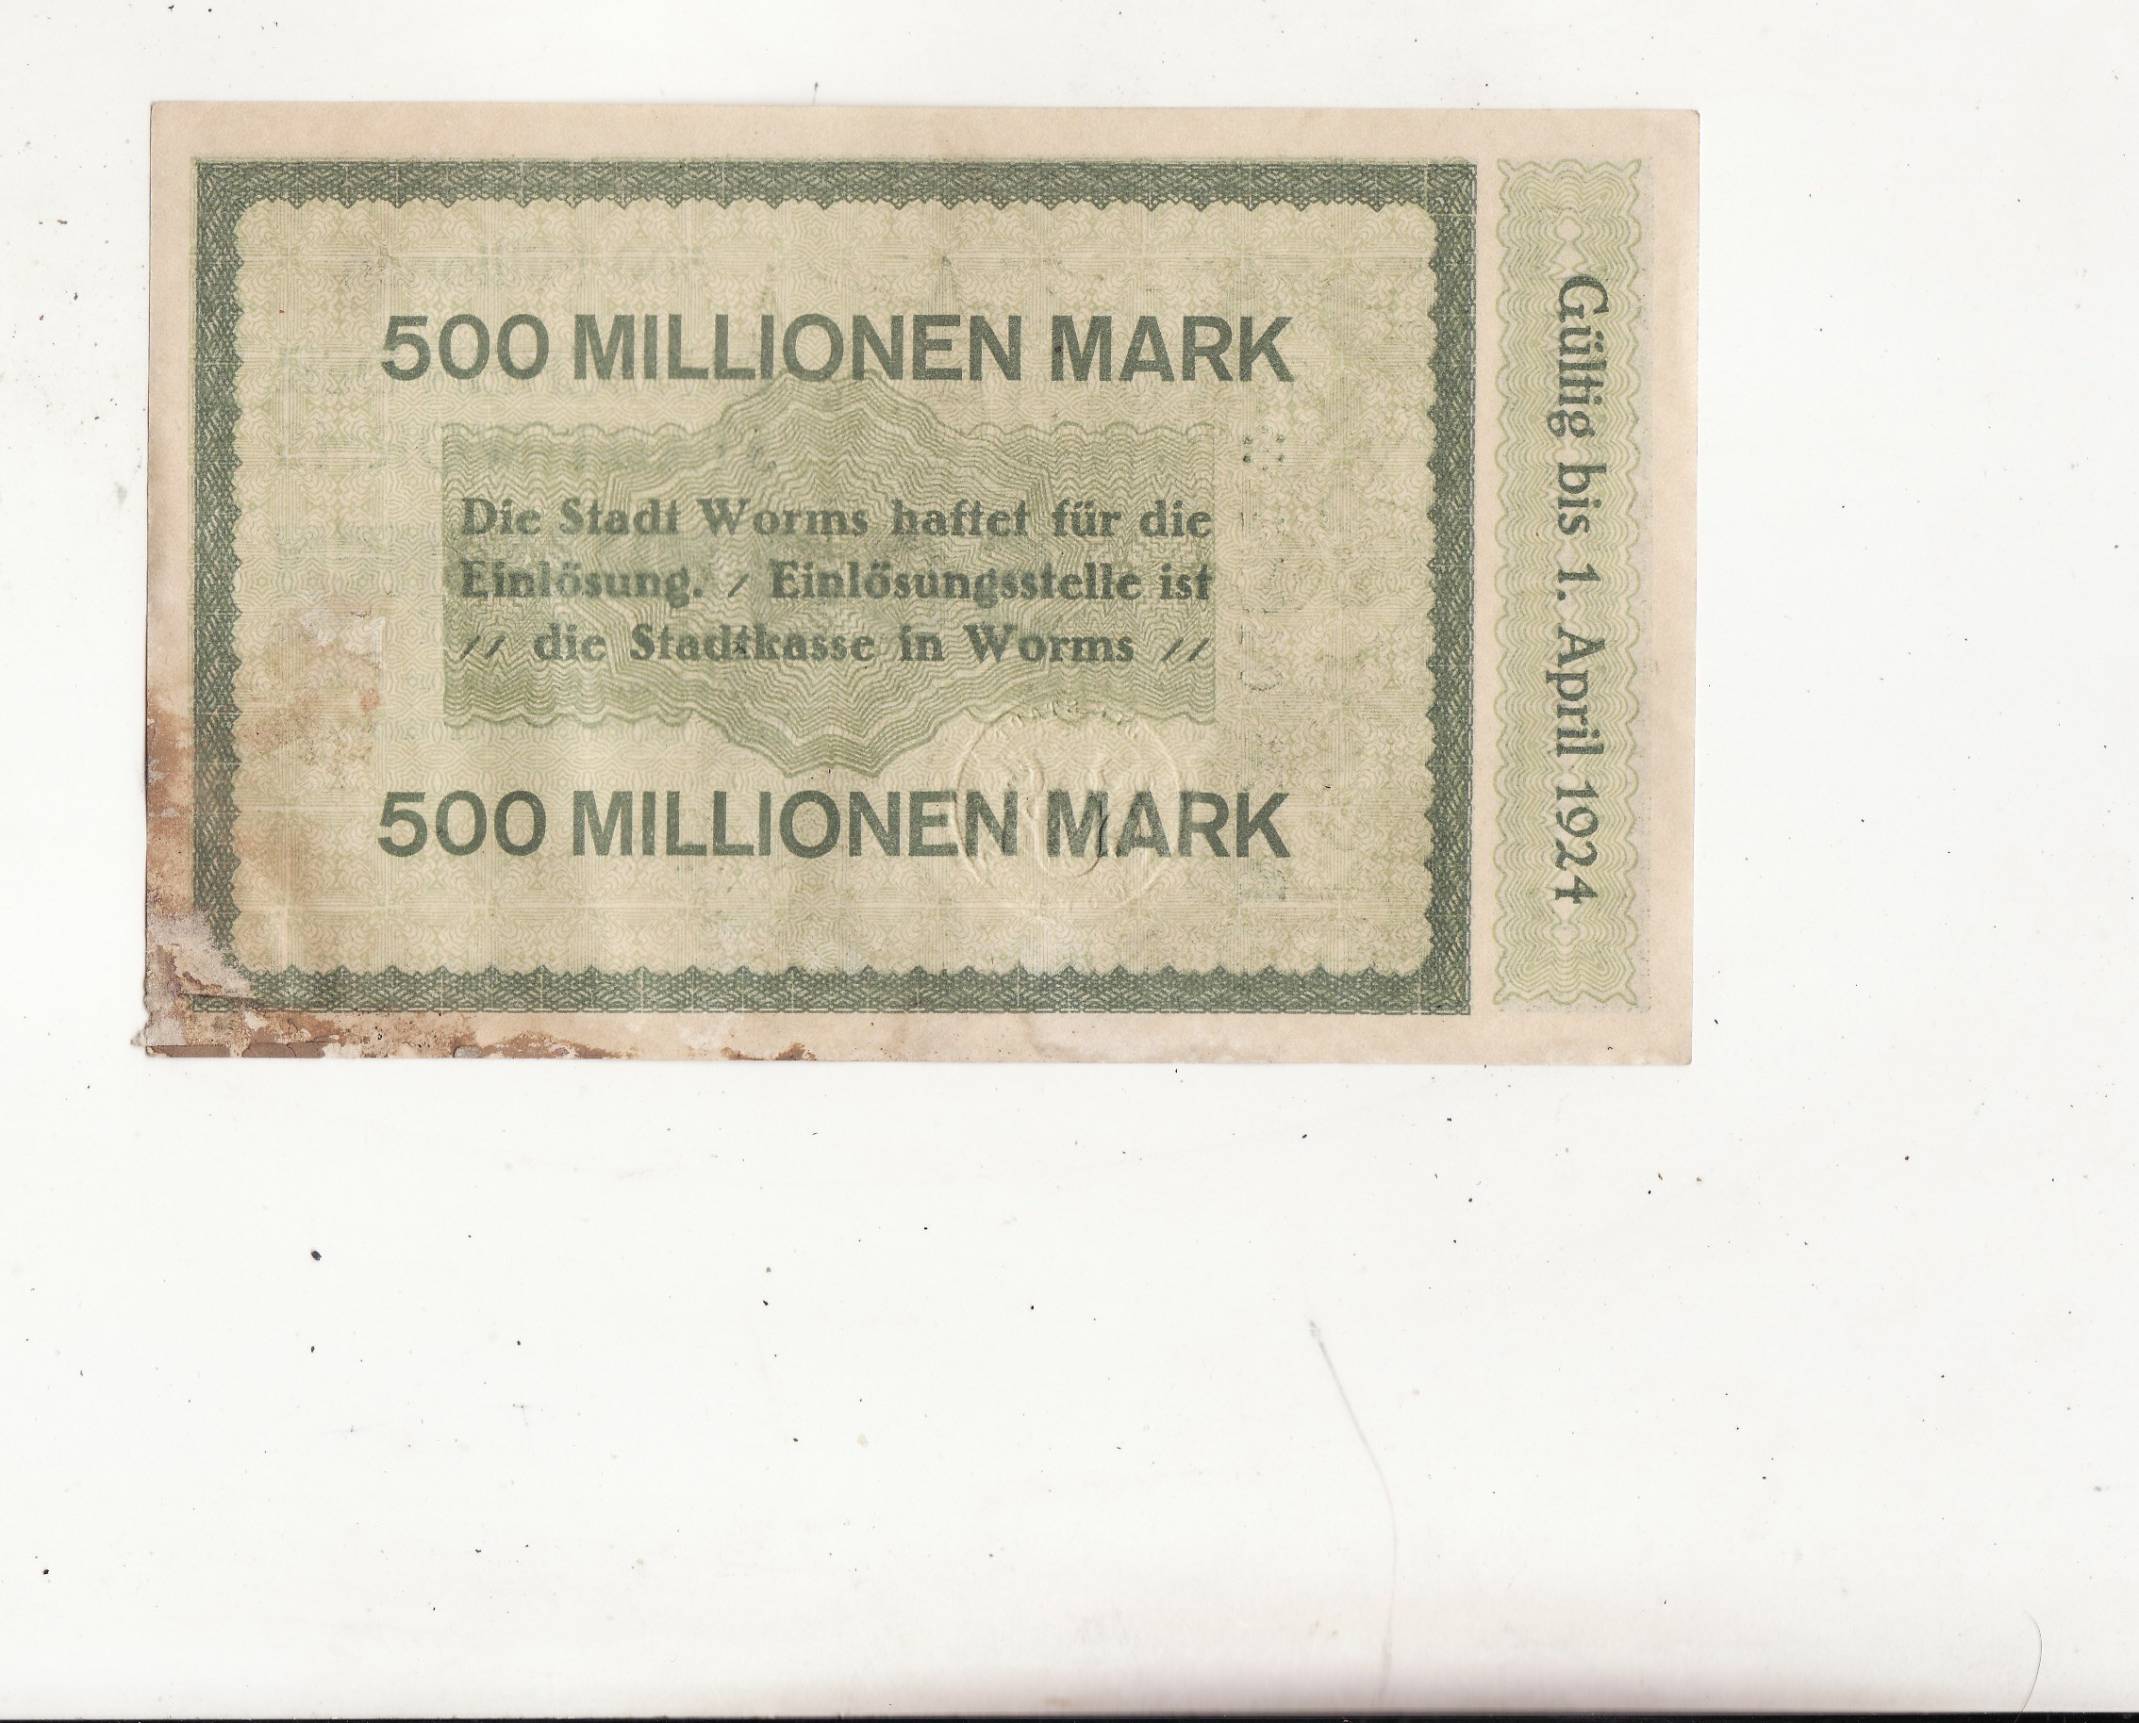 500 MILLIONEN MARK
Die Stadt Worms haftet für die
Einlösung. / Einlösungsstelle ist
// die Stadtkasse in Worms //
500 MILLIONEN MARK
Gültig bis 1. April 1924